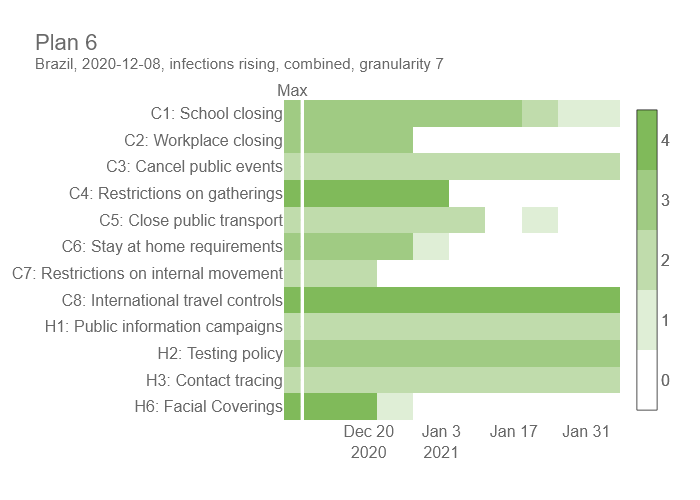 Plan 6
Brazil, 2020-12-08, infections rising, combined, granularity 7
Max
C1: School closing
C2: Workplace closing
C3: Cancel public events
C4: Restrictions on gatherings
C5: Close public transport
C6: Stay at home requirements
C7: Restrictions on internal movement
C8: International travel controls
H1: Public information campaigns
H2: Testing policy
H3: Contact tracing
H6: Facial Coverings
Dec 20 Jan 3 Jan 17 Jan 31
2020 2021
4
3
2
1
0